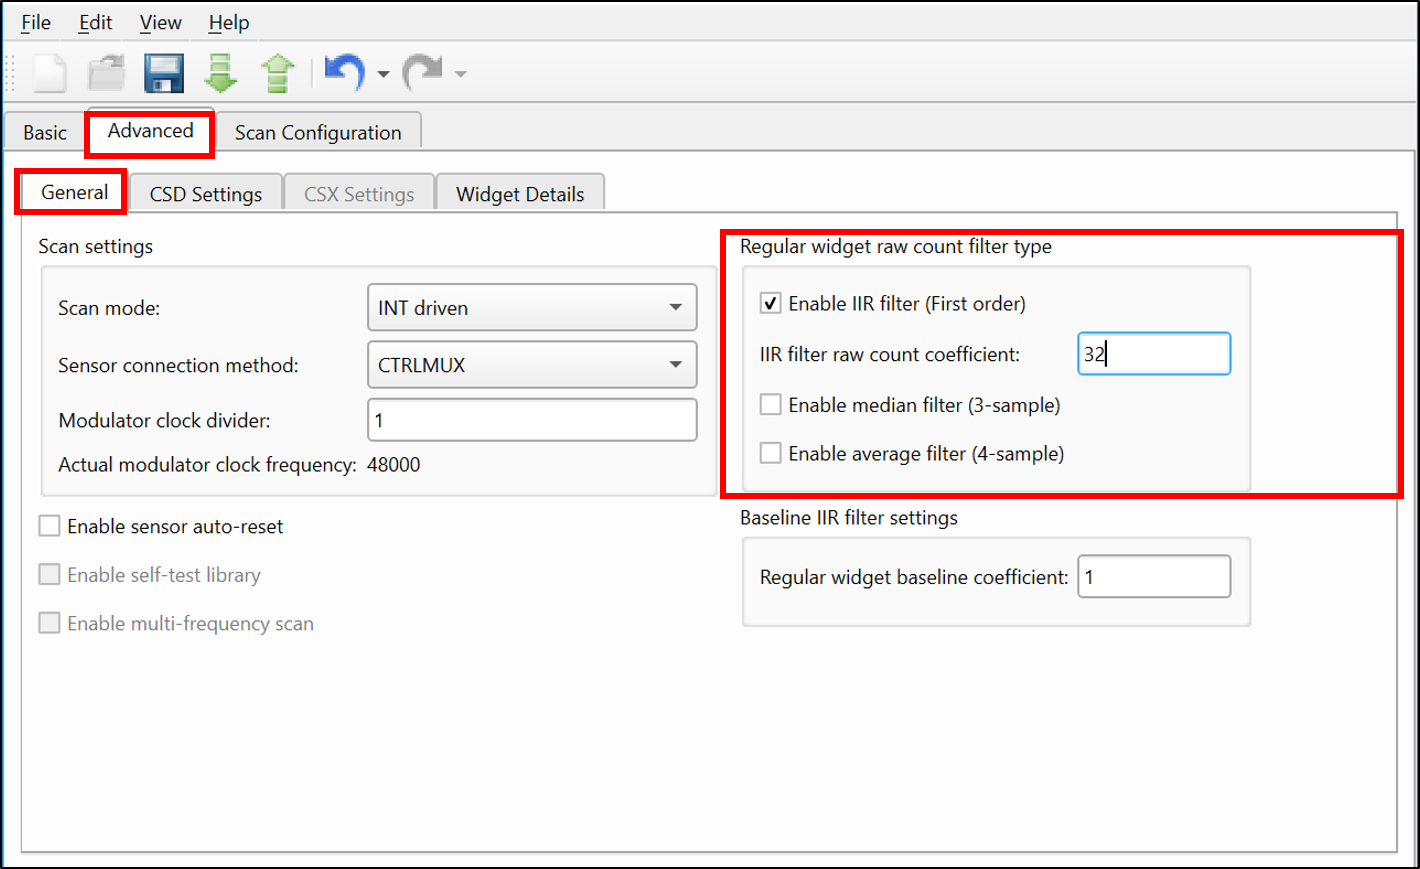 File Edit View Help
Basic Advanced Scan Configuration
General CSD Settings CSX Settings Widget Details
Scan settings
Scan mode: INT driven
Sensor connection method: CTRLMUX
Modulator clock divider: 1
Actual modulator clock frequency: 48000
Enable sensor auto-reset
Enable self-test library
Enable multi-frequency scan
Regular widget raw count filter type
Enable IIR filter (First order)
IIR filter raw count coefficient: 32
Enable median filter (3-sample)
Enable average filter (4-sample)
Baseline IIR filter settings
Regular widget baseline coefficient: 1